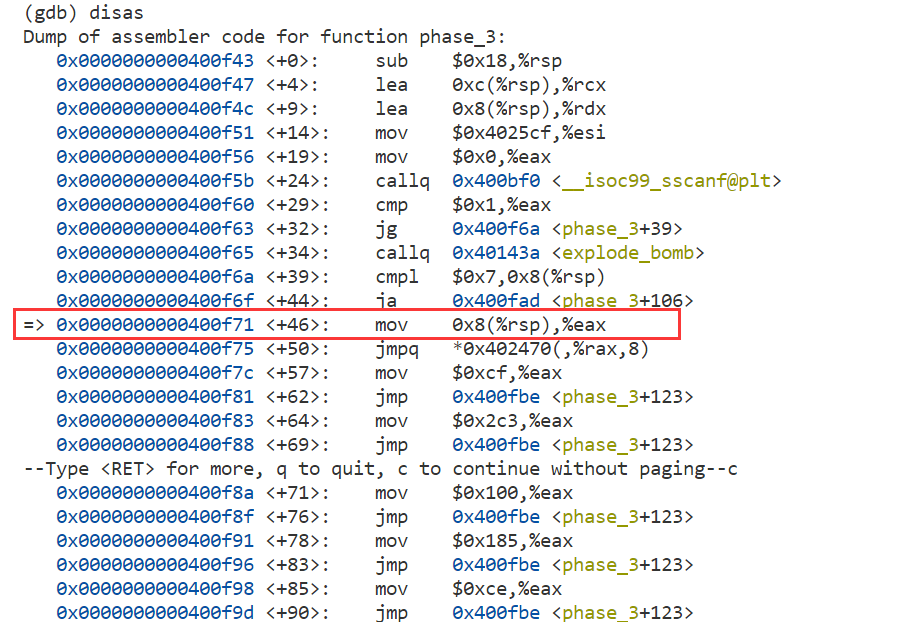 (gdb) disas
Dump of assembler code for function phase_3:
   0x0000000000400f43 <+0>:     sub    $0x18,%rsp
   0x0000000000400f47 <+4>:     lea    0xc(%rsp),%rcx
   0x0000000000400f4c <+9>:     lea    0x8(%rsp),%rdx
   0x0000000000400f51 <+14>:    mov    $0x4025cf,%esi
   0x0000000000400f56 <+19>:    mov    $0x0,%eax
   0x0000000000400f5b <+24>:    callq  0x400bf0 <__isoc99_sscanf@plt>
   0x0000000000400f60 <+29>:    cmp    $0x1,%eax
   0x0000000000400f63 <+32>:    jg     0x400f6a <phase_3+39>
   0x0000000000400f65 <+34>:    callq  0x40143a <explode_bomb>
   0x0000000000400f6a <+39>:    cmpl   $0x7,0x8(%rsp)
   0x0000000000400f6f <+44>:    ja     0x400fad <phase_3+106>
=> 0x0000000000400f71 <+46>:    mov    0x8(%rsp),%eax
   0x0000000000400f75 <+50>:    jmpq   *0x402470(,%rax,8)
   0x0000000000400f7c <+57>:    mov    $0xcf,%eax
   0x0000000000400f81 <+62>:    jmp    0x400fbe <phase_3+123>
   0x0000000000400f83 <+64>:    mov    $0x2c3,%eax
   0x0000000000400f88 <+69>:    jmp    0x400fbe <phase_3+123>
--Type <RET> for more, q to quit, c to continue without paging--c
   0x0000000000400f8a <+71>:    mov    $0x100,%eax
   0x0000000000400f8f <+76>:    jmp    0x400fbe <phase_3+123>
   0x0000000000400f91 <+78>:    mov    $0x185,%eax
   0x0000000000400f96 <+83>:    jmp    0x400fbe <phase_3+123>
   0x0000000000400f98 <+85>:    mov    $0xce,%eax
   0x0000000000400f9d <+90>:    jmp    0x400fbe <phase_3+123>